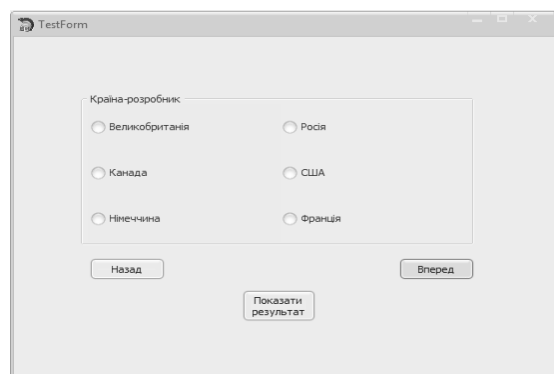 TestForm
Країна-розробник
Великобританія
Росія
Канада
США
Німеччина
Франція
Назад
Вперед
Показати
результат